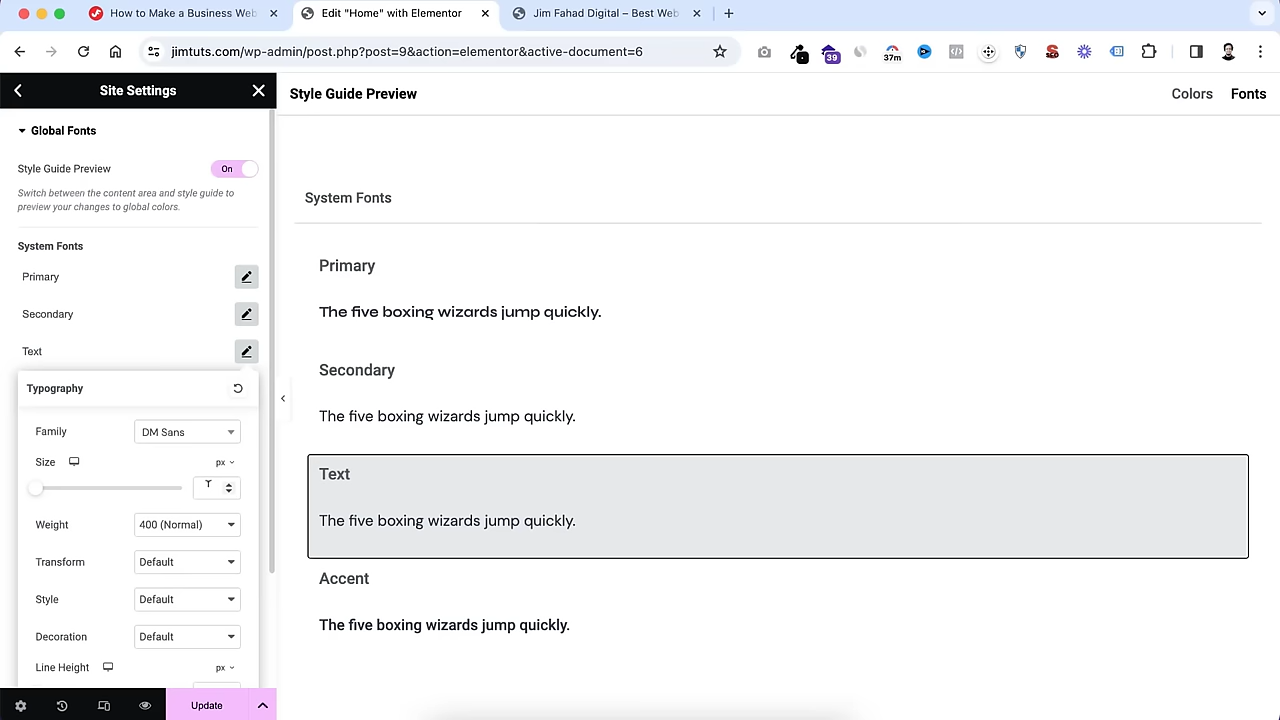 How to Make a Business Web
Edit "Home" with Elementor
Jim Fahad Digital – Best Web
jimtuts.com/wp-admin/post.php?post=9&action=elementor&active-document=6
39
37m
Site Settings
Style Guide Preview
Colors
Fonts
Global Fonts
Style Guide Preview
On
Switch between the content area and style guide to
preview your changes to global colors.
System Fonts
Primary
Secondary
Text
Typography
Family
DM Sans
Size
px
Weight
400 (Normal)
Transform
Default
Style
Default
Decoration
Default
Line Height
px
Update
System Fonts
Primary
The five boxing wizards jump quickly.
Secondary
The five boxing wizards jump quickly.
Text
The five boxing wizards jump quickly.
Accent
The five boxing wizards jump quickly.